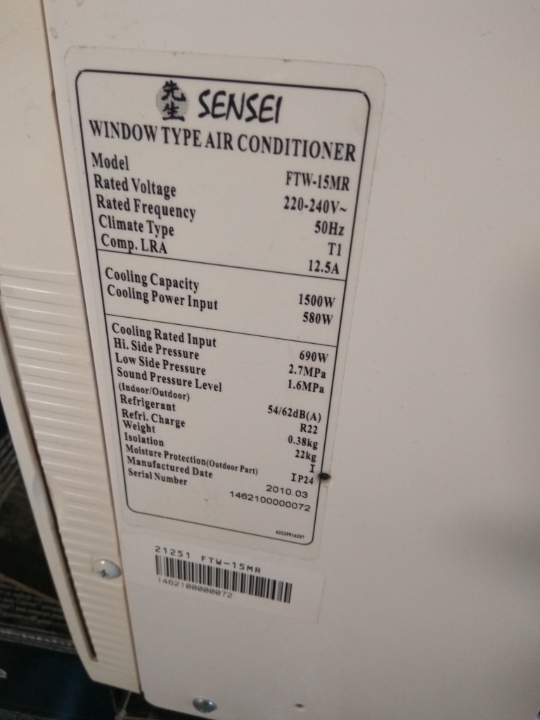 先生 SENSEI
WINDOW TYPE AIR CONDITIONER
Model FTW-15MR
Rated Voltage 220-240V~
Rated Frequency 50Hz
Climate Type T1
Comp. LRA 12.5A
Cooling Capacity 1500W
Cooling Power Input 580W
Cooling Rated Input 690W
Hi. Side Pressure 2.7MPa
Low Side Pressure 1.6MPa
Sound Pressure Level
(Indoor/Outdoor) 54/62dB(A)
Refrigerant R22
Refri. Charge 0.38kg
Weight 22kg
Isolation I
Moisture Protection(Outdoor Part) IP24
Manufactured Date 2010.03
Serial Number 1462100000072
21251 FTW-15MR
1462100000072